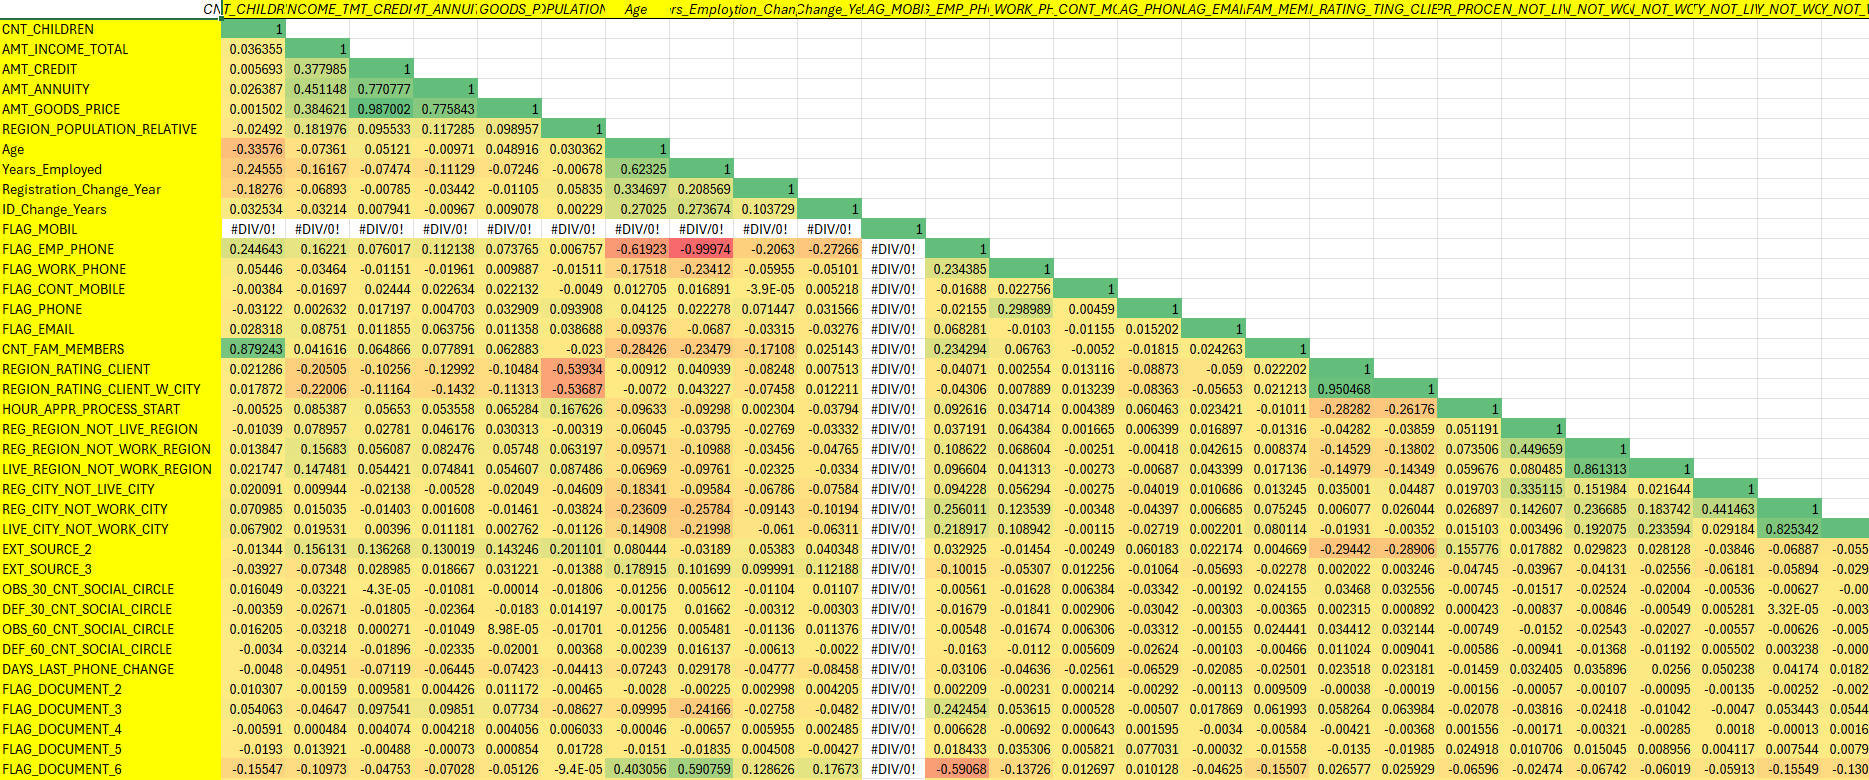 CNT_CHILDR NCOME_T MT_CREDI T_ANNUI GOODS_P PULATION Age rs_Employ tion_Chan Change_Ye LAG_MOBI _EMP_PH _WORK_PH _CONT_MO AG_PHON LAG_EMAI FAM_MEM _RATING_ TING_CLIE R_PROCE N_NOT_LI _NOT_WO _NOT_WO Y_NOT_LI Y_NOT_WO Y_NOT_W
CNT_CHILDREN 1
AMT_INCOME_TOTAL 0.036355 1
AMT_CREDIT 0.005693 0.377985 1
AMT_ANNUITY 0.026387 0.451148 0.770777 1
AMT_GOODS_PRICE 0.001502 0.384621 0.987002 0.775843 1
REGION_POPULATION_RELATIVE -0.02492 0.181976 0.095533 0.117285 0.098957 1
Age -0.33576 -0.07361 0.05121 -0.00971 0.048916 0.030362 1
Years_Employed -0.24555 -0.16167 -0.07474 -0.11129 -0.07246 -0.00678 0.62325 1
Registration_Change_Year -0.18276 -0.06893 -0.00785 -0.03442 -0.01105 0.05835 0.334697 0.208569 1
ID_Change_Years 0.032534 -0.03214 0.007941 -0.00967 0.009078 0.00229 0.27025 0.273674 0.103729 1
FLAG_MOBIL #DIV/0! #DIV/0! #DIV/0! #DIV/0! #DIV/0! #DIV/0! #DIV/0! #DIV/0! #DIV/0! #DIV/0! 1
FLAG_EMP_PHONE 0.244643 0.16221 0.076017 0.112138 0.073765 0.006757 -0.61923 -0.99974 -0.2063 -0.27266 #DIV/0! 1
FLAG_WORK_PHONE 0.05446 -0.03464 -0.01151 -0.01961 0.009887 -0.01511 -0.17518 -0.23412 -0.05955 -0.05101 #DIV/0! 0.234385 1
FLAG_CONT_MOBILE -0.00384 -0.01697 0.02444 0.022634 0.022132 -0.0049 0.012705 0.016891 -3.9E-05 0.005218 #DIV/0! -0.01688 0.022756 1
FLAG_PHONE -0.03122 0.002632 0.017197 0.004703 0.032909 0.093908 0.04125 0.022278 0.071447 0.031566 #DIV/0! -0.02155 0.298989 0.00459 1
FLAG_EMAIL 0.028318 0.08751 0.011855 0.063756 0.011358 0.038688 -0.09376 -0.0687 -0.03315 -0.03276 #DIV/0! 0.068281 -0.0103 -0.01155 0.015202 1
CNT_FAM_MEMBERS 0.879243 0.041616 0.064866 0.077891 0.062883 -0.023 -0.28426 -0.23479 -0.17108 0.025143 #DIV/0! 0.234294 0.06763 -0.0052 -0.01815 0.024263 1
REGION_RATING_CLIENT 0.021286 -0.20505 -0.10256 -0.12992 -0.10484 -0.53934 -0.00912 0.040939 -0.08248 0.007513 #DIV/0! -0.04071 0.002554 0.013116 -0.08873 -0.059 0.022202 1
REGION_RATING_CLIENT_W_CITY 0.017872 -0.22006 -0.11164 -0.1432 -0.11313 -0.53687 -0.0072 0.043227 -0.07458 0.012211 #DIV/0! -0.04306 0.007889 0.013239 -0.08363 -0.05653 0.021213 0.950468 1
HOUR_APPR_PROCESS_START -0.00525 0.085387 0.05653 0.053558 0.065284 0.167626 -0.09633 -0.09298 0.002304 -0.03794 #DIV/0! 0.092616 0.034714 0.004389 0.060463 0.023421 -0.01011 -0.28282 -0.26176 1
REG_REGION_NOT_LIVE_REGION -0.01039 0.078957 0.02781 0.046176 0.030313 -0.00319 -0.06045 -0.03795 -0.02769 -0.03332 #DIV/0! 0.037191 0.064384 0.001665 0.006399 0.016897 -0.01316 -0.04282 -0.03859 0.051191 1
REG_REGION_NOT_WORK_REGION 0.013847 0.15683 0.056087 0.082476 0.05748 0.063197 -0.09571 -0.10988 -0.03456 -0.04765 #DIV/0! 0.108622 0.068604 -0.00251 -0.00418 0.042615 0.008374 -0.14529 -0.13802 0.073506 0.449659 1
LIVE_REGION_NOT_WORK_REGION 0.021747 0.147481 0.054421 0.074841 0.054607 0.087486 -0.06969 -0.09761 -0.02325 -0.0334 #DIV/0! 0.096604 0.041313 -0.00273 -0.00687 0.043399 0.017136 -0.14979 -0.14349 0.059676 0.080485 0.861313 1
REG_CITY_NOT_LIVE_CITY 0.020091 0.009944 -0.02138 -0.00528 -0.02049 -0.04609 -0.18341 -0.09584 -0.06786 -0.07584 #DIV/0! 0.094228 0.056294 -0.00275 -0.04019 0.010686 0.013245 0.035001 0.04487 0.019703 0.335115 0.151984 0.021644 1
REG_CITY_NOT_WORK_CITY 0.070985 0.015035 -0.01403 0.001608 -0.01461 -0.03824 -0.23609 -0.25784 -0.09143 -0.10194 #DIV/0! 0.256011 0.123539 -0.00348 -0.04397 0.006685 0.075245 0.006077 0.026044 0.026897 0.142607 0.236685 0.183742 0.441463 1
LIVE_CITY_NOT_WORK_CITY 0.067902 0.019531 0.00396 0.011181 0.002762 -0.01126 -0.14908 -0.21998 -0.061 -0.06311 #DIV/0! 0.218917 0.108942 -0.00115 -0.02719 0.002201 0.080114 -0.01931 -0.00352 0.015103 0.003496 0.192075 0.233594 0.029184 0.825342
EXT_SOURCE_2 -0.01344 0.156131 0.136268 0.130019 0.143246 0.201101 0.080444 -0.03189 0.05383 0.040348 #DIV/0! 0.032925 -0.01454 -0.00249 0.060183 0.022174 0.004669 -0.29442 -0.28906 0.155776 0.017882 0.029823 0.028128 -0.03846 -0.06887 -0.055
EXT_SOURCE_3 -0.03927 -0.07348 0.028985 0.018667 0.031221 -0.01388 0.178915 0.101699 0.099991 0.112188 #DIV/0! -0.10015 -0.05307 0.012256 -0.01064 -0.05693 -0.02278 0.002022 0.003246 -0.04745 -0.03967 -0.04131 -0.02556 -0.06181 -0.05894 -0.029
OBS_30_CNT_SOCIAL_CIRCLE 0.016049 -0.03221 -4.3E-05 -0.01081 -0.00014 -0.01806 -0.01256 0.005612 -0.01104 0.01107 #DIV/0! -0.00561 -0.01628 0.006384 -0.03342 -0.00192 0.024155 0.03468 0.032556 -0.00745 -0.01517 -0.02524 -0.02004 -0.00536 -0.00627 -0.00
DEF_30_CNT_SOCIAL_CIRCLE -0.00359 -0.02671 -0.01805 -0.02364 -0.0183 0.014197 -0.00175 0.01662 -0.00312 -0.00303 #DIV/0! -0.01679 -0.01841 0.002906 -0.03042 -0.00303 -0.00365 0.002315 0.000892 0.000423 -0.00837 -0.00846 -0.00549 0.005281 3.32E-05 -0.003
OBS_60_CNT_SOCIAL_CIRCLE 0.016205 -0.03218 0.000271 -0.01049 8.98E-05 -0.01701 -0.01256 0.005481 -0.01136 0.011376 #DIV/0! -0.00548 -0.01674 0.006306 -0.03312 -0.00155 0.024441 0.034412 0.032144 -0.00749 -0.0152 -0.02543 -0.02027 -0.00557 -0.00626 -0.005
DEF_60_CNT_SOCIAL_CIRCLE -0.0034 -0.03214 -0.01896 -0.02335 -0.02001 0.00368 -0.00239 0.016137 -0.00613 -0.0022 #DIV/0! -0.0163 -0.0112 0.005609 -0.02624 -0.00103 -0.00466 0.011024 0.009041 -0.00586 -0.00941 -0.01368 -0.01192 0.005502 0.003238 -0.000
DAYS_LAST_PHONE_CHANGE -0.0048 -0.04951 -0.07119 -0.06445 -0.07423 -0.04413 -0.07243 0.029178 -0.04777 -0.08458 #DIV/0! -0.03106 -0.04636 -0.02561 -0.06529 -0.02085 -0.02501 0.023518 0.023181 -0.01459 0.032405 0.035896 0.0256 0.050238 0.04174 0.0182
FLAG_DOCUMENT_2 0.010307 -0.00159 0.009581 0.004426 0.011172 -0.00465 -0.0028 -0.00225 0.002998 0.004205 #DIV/0! 0.002209 -0.00231 0.000214 -0.00292 -0.00113 0.009509 -0.00038 -0.00019 -0.00156 -0.00057 -0.00107 -0.00095 -0.00135 -0.00252 -0.002
FLAG_DOCUMENT_3 0.054063 -0.04647 0.097541 0.09851 0.07734 -0.08627 -0.09995 -0.24166 -0.02758 -0.0482 #DIV/0! 0.242454 0.053615 0.000528 -0.00507 0.017869 0.061993 0.058264 0.063984 -0.02078 -0.03816 -0.02418 -0.01042 -0.0047 0.053443 0.0544
FLAG_DOCUMENT_4 -0.00591 0.000484 0.004074 0.004218 0.004056 0.006033 -0.00046 -0.00657 0.005955 0.002485 #DIV/0! 0.006628 -0.00692 0.000643 0.001595 -0.0034 -0.00584 -0.00421 -0.00368 0.001556 -0.00171 -0.00321 -0.00285 0.0018 -0.00013 0.0016
FLAG_DOCUMENT_5 -0.0193 0.013921 -0.00488 -0.00073 0.000854 0.01728 -0.0151 -0.01835 0.004508 -0.00427 #DIV/0! 0.018433 0.035306 0.005821 0.077031 -0.00032 -0.01558 -0.0135 -0.01985 0.024918 0.010706 0.015045 0.008956 0.004117 0.007544 0.0079
FLAG_DOCUMENT_6 -0.15547 -0.10973 -0.04753 -0.07028 -0.05126 -9.4E-05 0.403056 0.590759 0.128626 0.17673 #DIV/0! -0.59068 -0.13726 0.012697 0.010128 -0.04625 -0.15507 0.026577 0.025929 -0.06596 -0.02474 -0.06742 -0.06019 -0.05913 -0.15549 -0.130